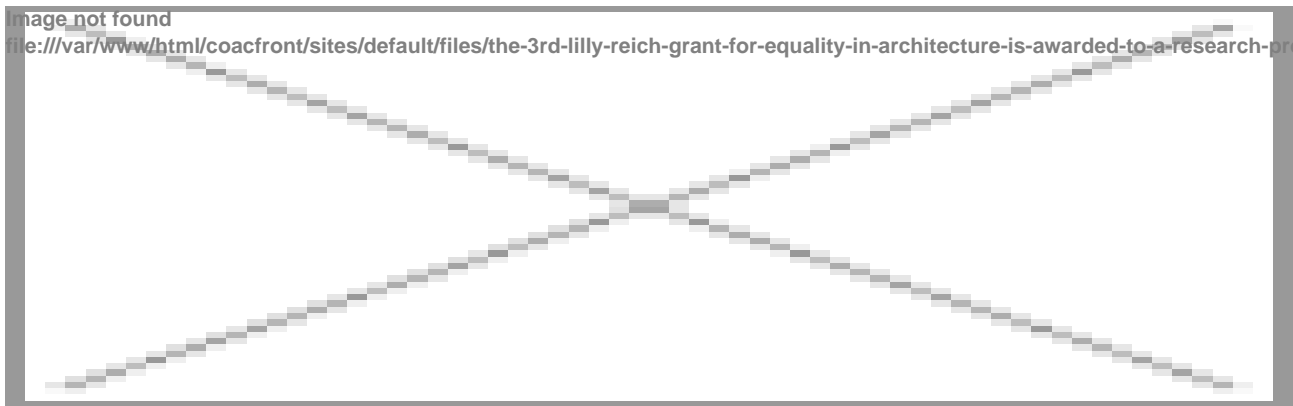 Image not found
file:///var/www/html/coacfront/sites/default/files/the-3rd-lilly-reich-grant-for-equality-in-architecture-is-awarded-to-a-research-pr